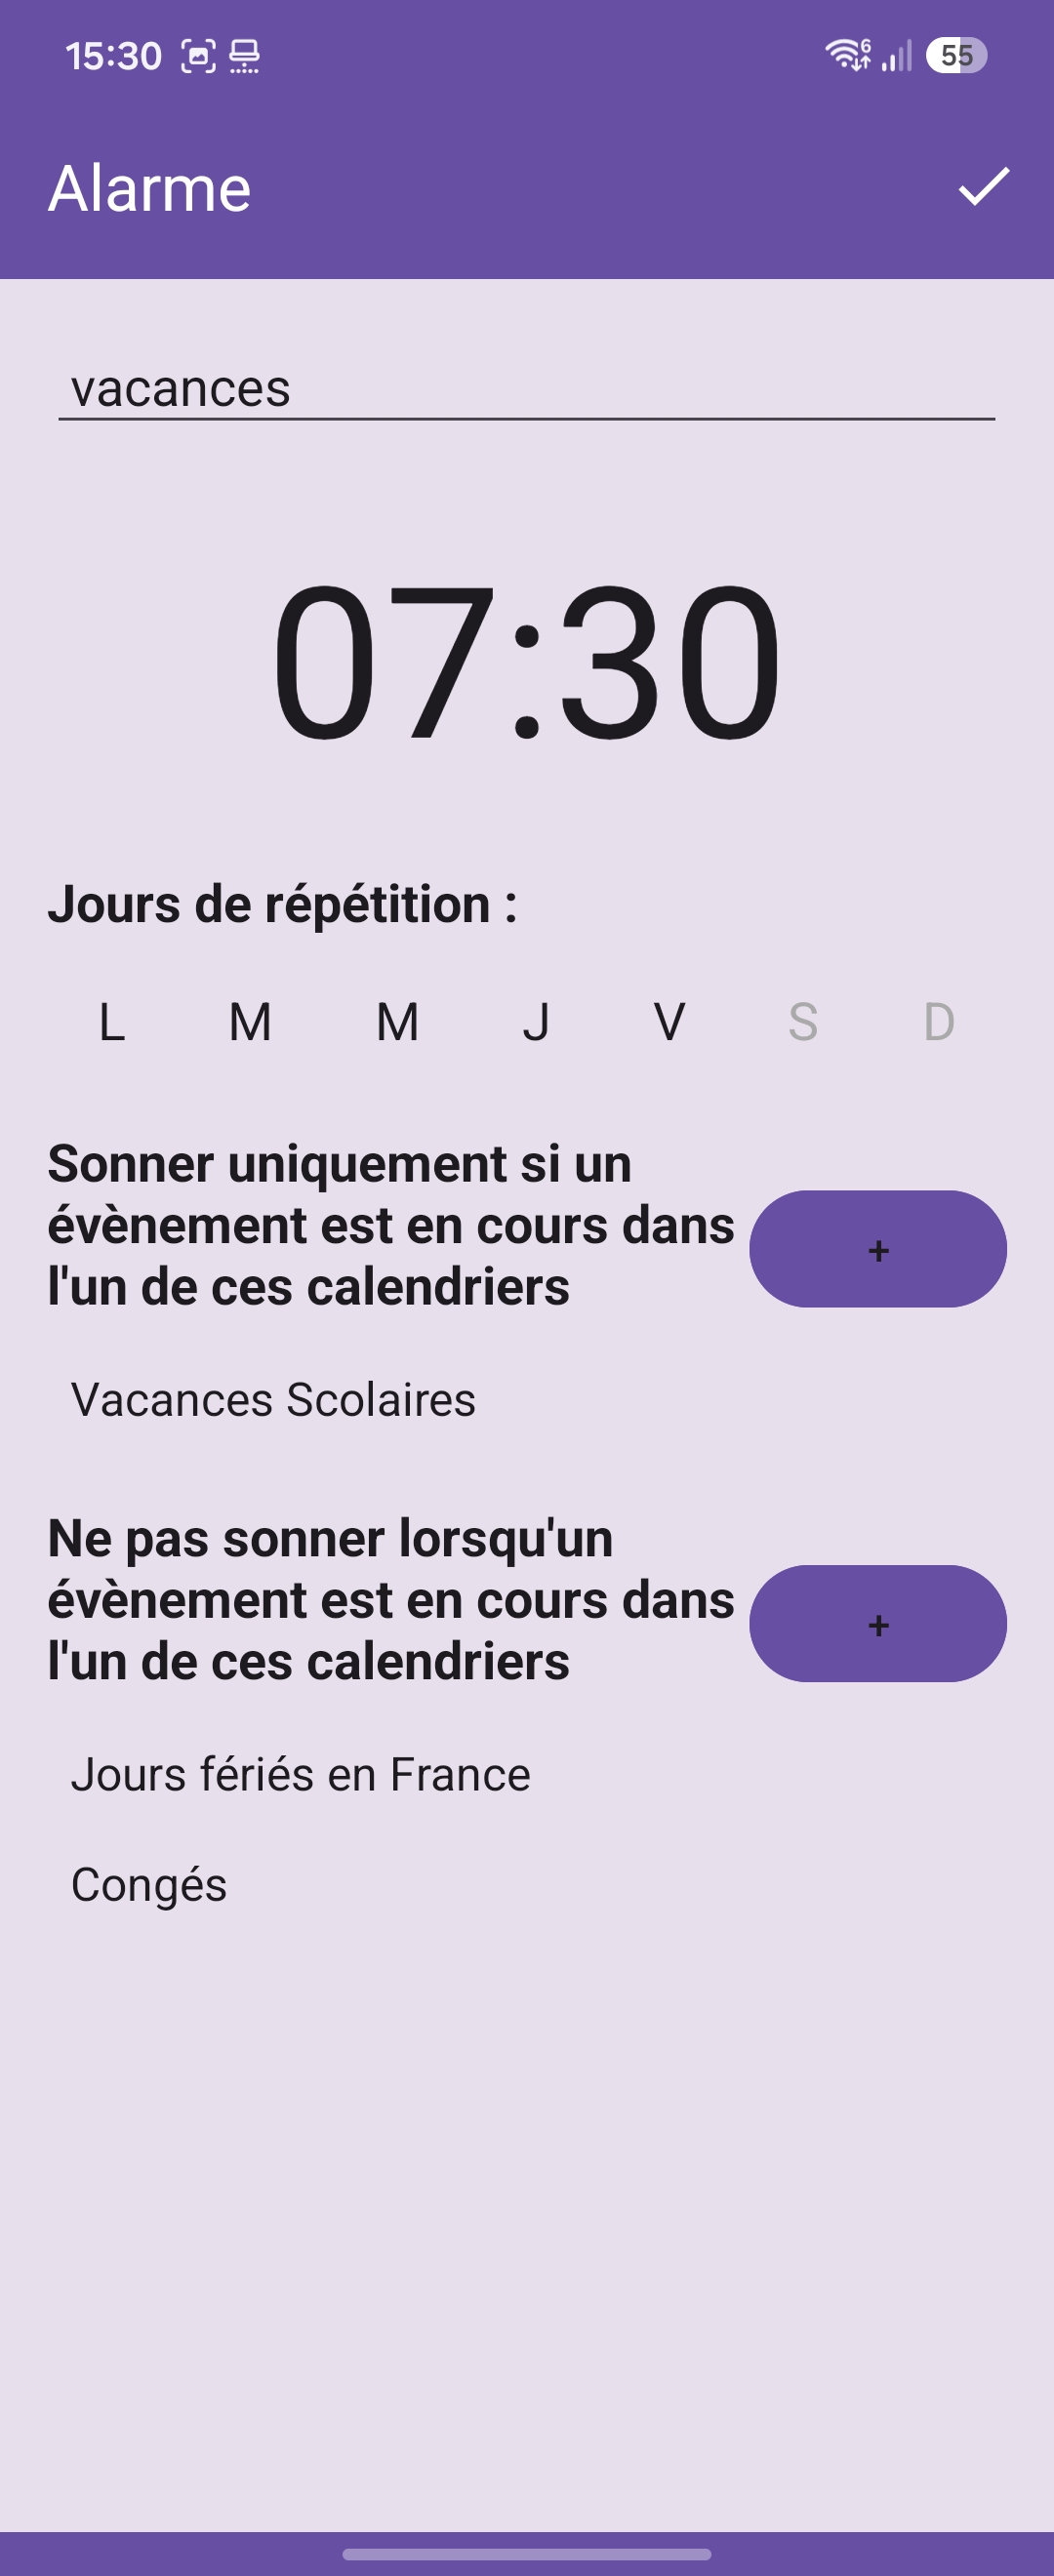 15:30 6 55
Alarme
vacances
07:30
Jours de répétition :
L M M J V S D
Sonner uniquement si un
évènement est en cours dans
l'un de ces calendriers
+
Vacances Scolaires
Ne pas sonner lorsqu'un
évènement est en cours dans
l'un de ces calendriers
+
Jours fériés en France
Congés